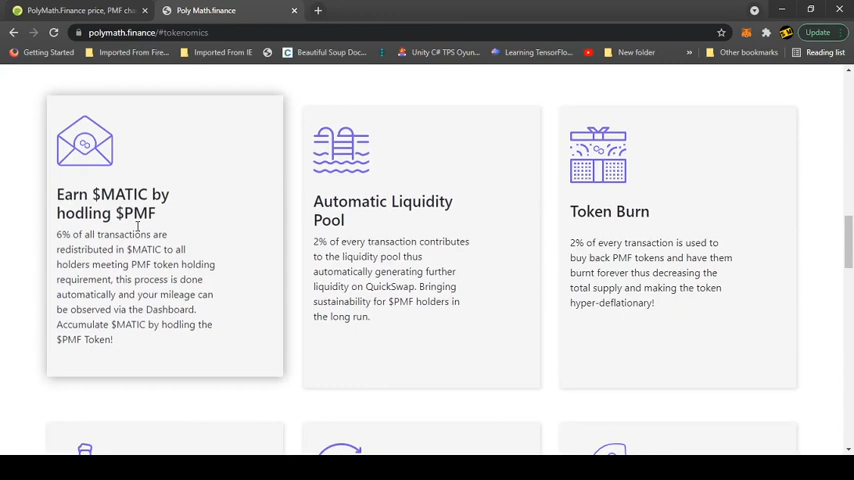 PolyMath.Finance price, PMF cha
Poly Math.finance
polymath.finance/#tokenomics
Update
Getting Started
Imported From Fire...
Imported From IE
Beautiful Soup Doc...
Unity C# TPS Oyun...
Learning TensorFlo...
New folder
Other bookmarks
Reading list
Earn $MATIC by
hodling $PMF
6% of all transactions are
redistributed in $MATIC to all
holders meeting PMF token holding
requirement, this process is done
automatically and your mileage can
be observed via the Dashboard.
Accumulate $MATIC by hodling the
$PMF Token!
Automatic Liquidity
Pool
2% of every transaction contributes
to the liquidity pool thus
automatically generating further
liquidity on QuickSwap. Bringing
sustainability for $PMF holders in
the long run.
Token Burn
2% of every transaction is used to
buy back PMF tokens and have them
burnt forever thus decreasing the
total supply and making the token
hyper-deflationary!